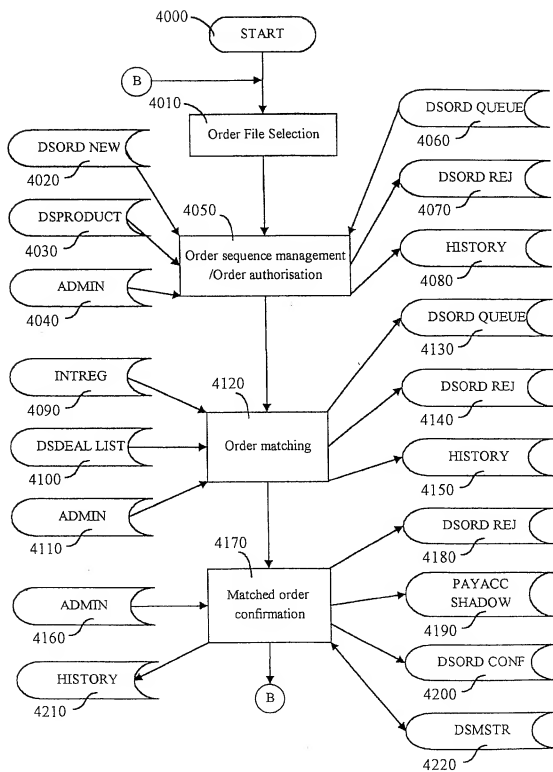 4000
START
B
4010
Order File Selection
DSORD QUEUE
4060
DSORD NEW
4020
DSORD REJ
4070
DSPRODUCT
4030
4050
Order sequence management
/Order authorisation
HISTORY
4080
ADMIN
4040
DSORD QUEUE
4130
INTREG
4090
4120
DSORD REJ
4140
DSDEAL LIST
4100
Order matching
HISTORY
4150
ADMIN
4110
DSORD REJ
4180
4170
ADMIN
4160
Matched order
confirmation
PAYACC
SHADOW
4190
HISTORY
4210
DSORD CONF
4200
B
DSMSTR
4220